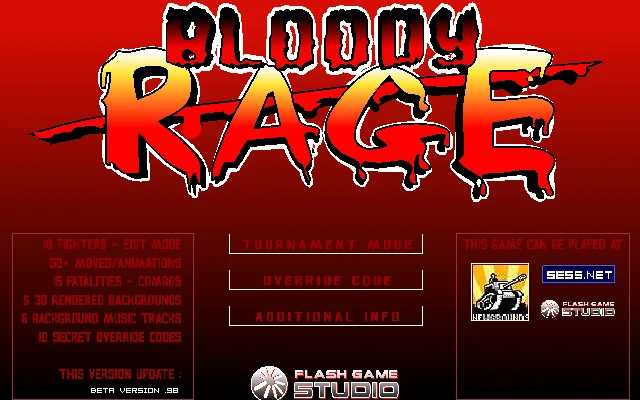 BLOODY
RAGE
18 FIGHTERS - EDIT MODE
50+ MOVES/ANIMATIONS
15 FATALITIES - COMBOS
5 3D RENDERED BACKGROUNDS
6 BACKGROUND MUSIC TRACKS
10 SECRET OVERRIDE CODES
THIS VERSION UPDATE :
BETA VERSION .98
TOURNAMENT MODE
OVERRIDE CODE
ADDITIONAL INFO
FLASH GAME
STUDIO
THIS GAME CAN BE PLAYED AT
NEWGROUNDS
SESS.NET
FLASH GAME
STUDIO